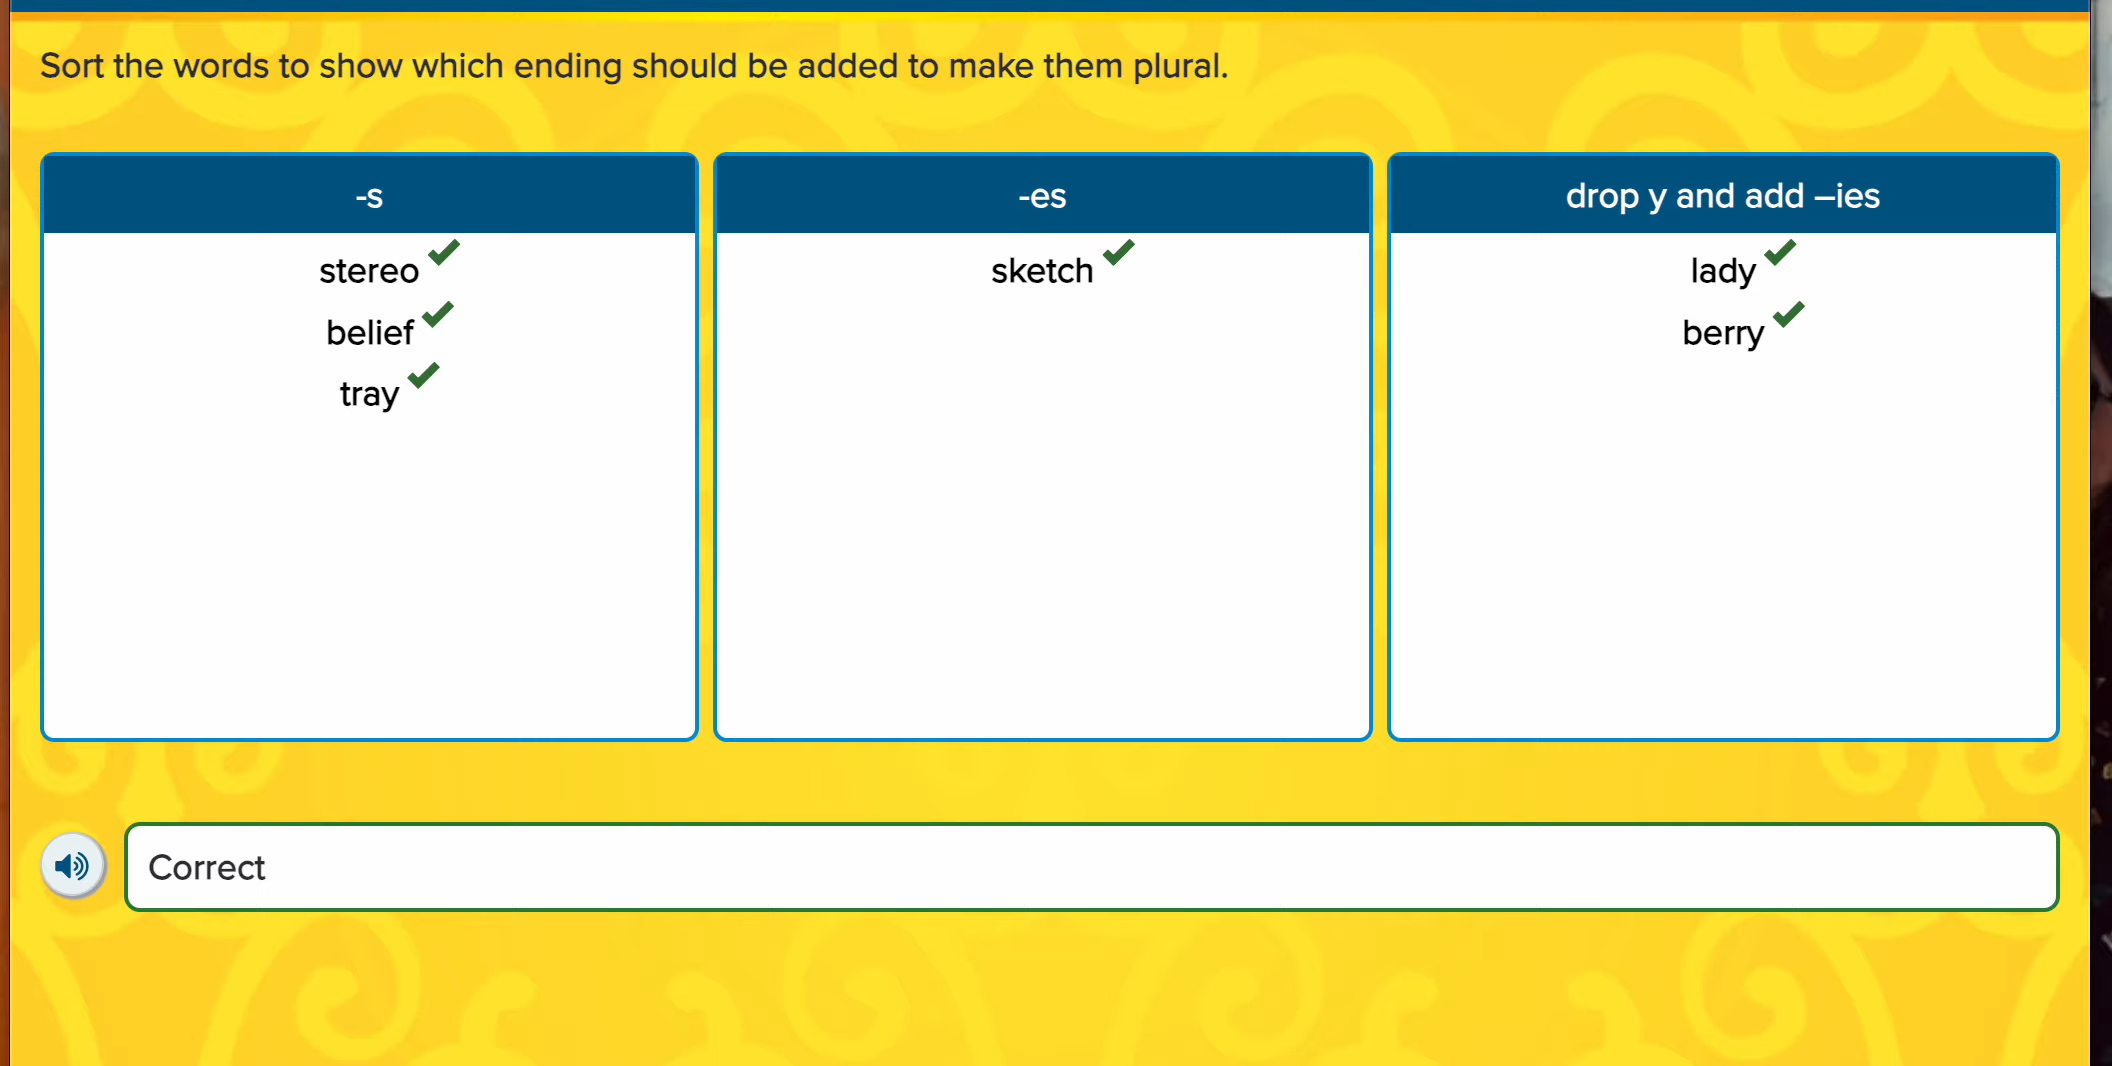 Sort the words to show which ending should be added to make them plural.
-s
stereo
belief
tray
-es
sketch
drop y and add –ies
lady
berry
Correct